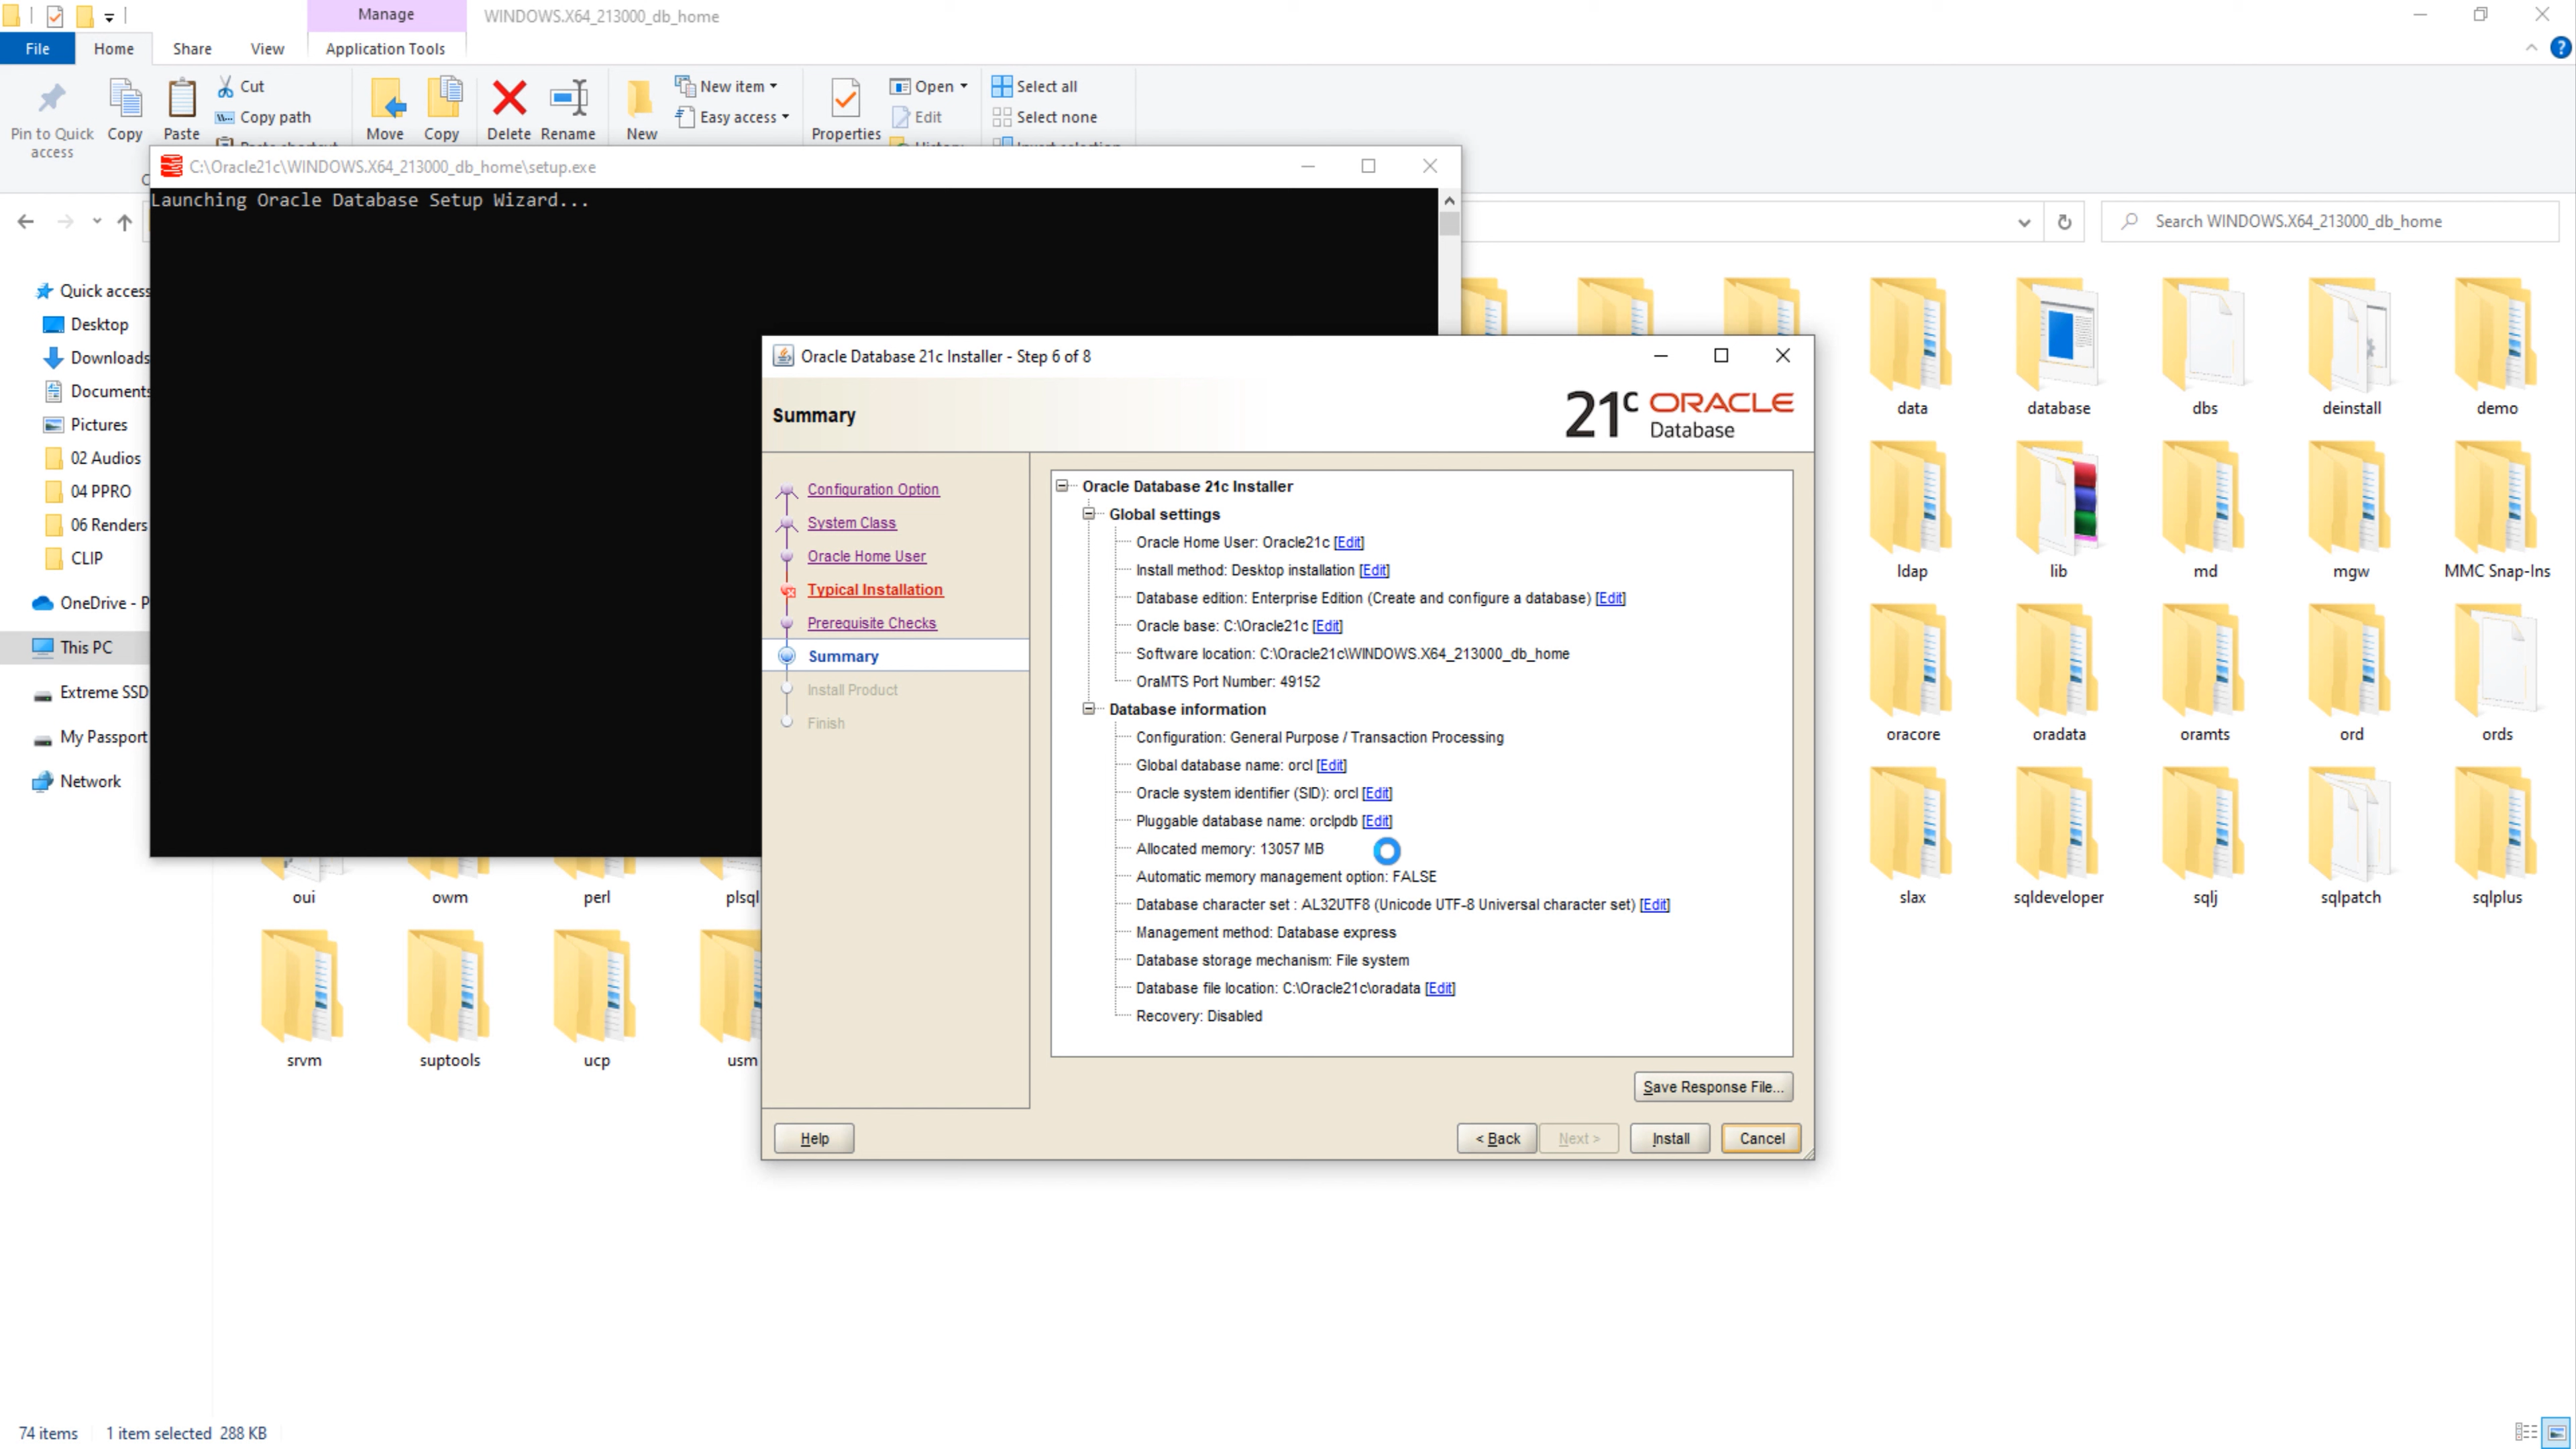 Manage
WINDOWS.X64_213000_db_home
File
Home
Share
View
Application Tools
Pin to Quick access
Copy
Paste
Cut
Copy path
Move
Copy
Delete
Rename
New
New item
Easy access
Properties
Open
Edit
Select all
Select none
C:\Oracle21c\WINDOWS.X64_213000_db_home\setup.exe
Launching Oracle Database Setup Wizard...
Search WINDOWS.X64_213000_db_home
Quick access
Desktop
Downloads
Documents
Pictures
02 Audios
04 PPRO
06 Renders
CLIP
OneDrive - P
This PC
Extreme SSD
My Passport
Network
Oracle Database 21c Installer - Step 6 of 8
Summary
21c ORACLE
Database
Configuration Option
System Class
Oracle Home User
Typical Installation
Prerequisite Checks
Summary
Install Product
Finish
Oracle Database 21c Installer
Global settings
Oracle Home User: Oracle21c [Edit]
Install method: Desktop installation [Edit]
Database edition: Enterprise Edition (Create and configure a database) [Edit]
Oracle base: C:\Oracle21c [Edit]
Software location: C:\Oracle21c\WINDOWS.X64_213000_db_home
OraMTS Port Number: 49152
Database information
Configuration: General Purpose / Transaction Processing
Global database name: orcl [Edit]
Oracle system identifier (SID): orcl [Edit]
Pluggable database name: orclpdb [Edit]
Allocated memory: 13057 MB
Automatic memory management option: FALSE
Database character set : AL32UTF8 (Unicode UTF-8 Universal character set) [Edit]
Management method: Database express
Database storage mechanism: File system
Database file location: C:\Oracle21c\oradata [Edit]
Recovery: Disabled
Save Response File...
Help
< Back
Next >
Install
Cancel
data
database
dbs
deinstall
demo
ldap
lib
md
mgw
MMC Snap-Ins
oracore
oradata
oramts
ord
ords
oui
owm
perl
plsql
slax
sqldeveloper
sqlj
sqlpatch
sqlplus
srvm
suptools
ucp
usm
74 items
1 item selected 288 KB